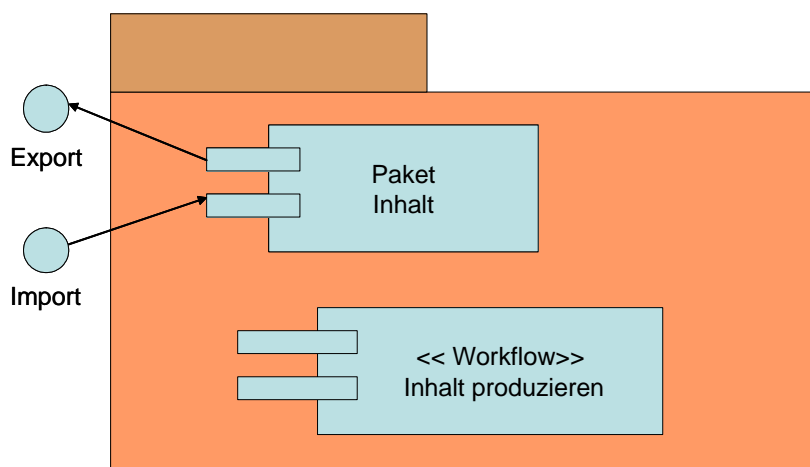 Export
Paket
Inhalt
Import
<< Workflow>>
Inhalt produzieren